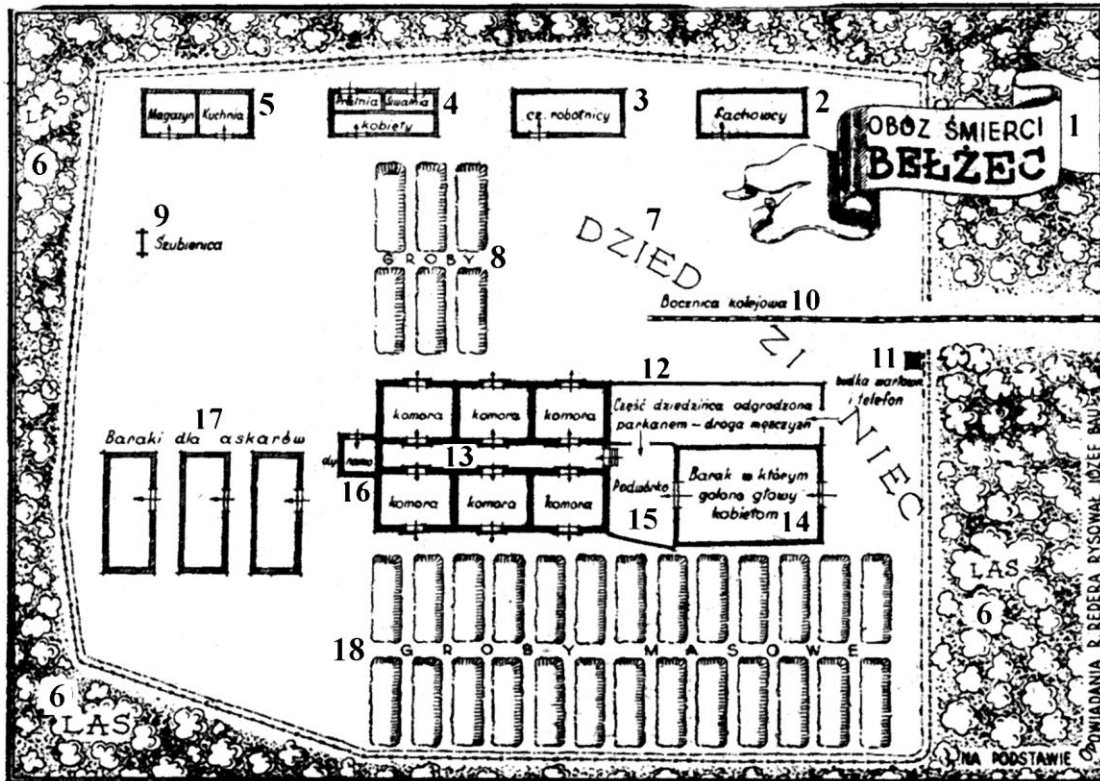 LAS
6
Magazyn
Kuchnia
5
Pralnia
Szwalnia
kobiety
4
cz. robotnicy
3
Fachowcy
2
OBÓZ ŚMIERCI
BEŁŻEC
1
9
Szubienica
GROBY
8
7
DZIED
ZI
NIEC
Bocznica kolejowa
10
11
budka wartown.
i telefon
12
komora
komora
komora
Część dziedzińca odgrodzona
parkanem - droga mężczyzn
17
Baraki dla askarów
13
16
komora
komora
komora
Podwórko
15
Barak w którym
golono głowy
kobietom
14
18
GROBY MASOWE
LAS
6
6
LAS
NA PODSTAWIE OPOWIADANIA R. REDERA RYSOWAŁ JÓZEF BAU